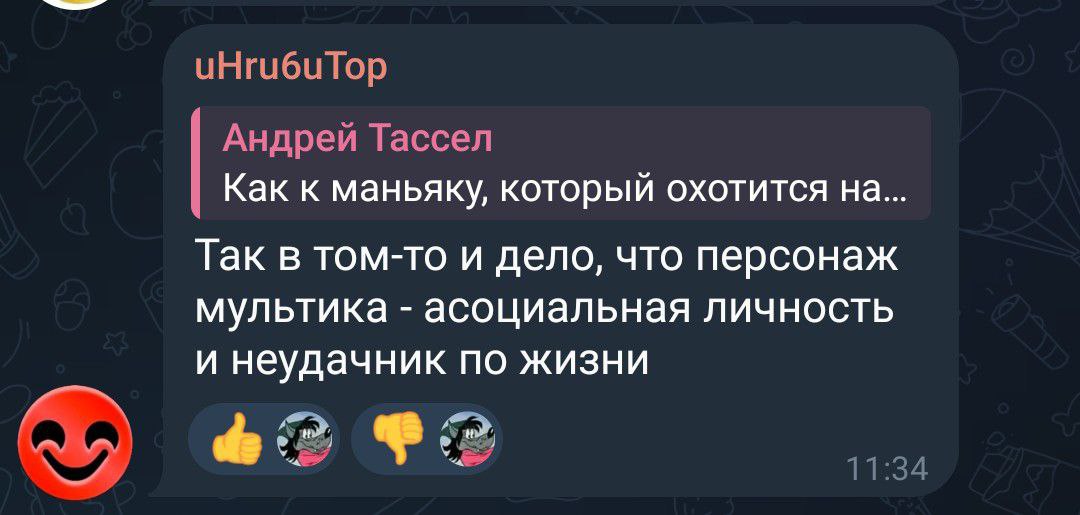 uHru6uTop
Андрей Тассел
Как к маньяку, который охотится на...
Так в том-то и дело, что персонаж
мультика - асоциальная личность
и неудачник по жизни
11:34